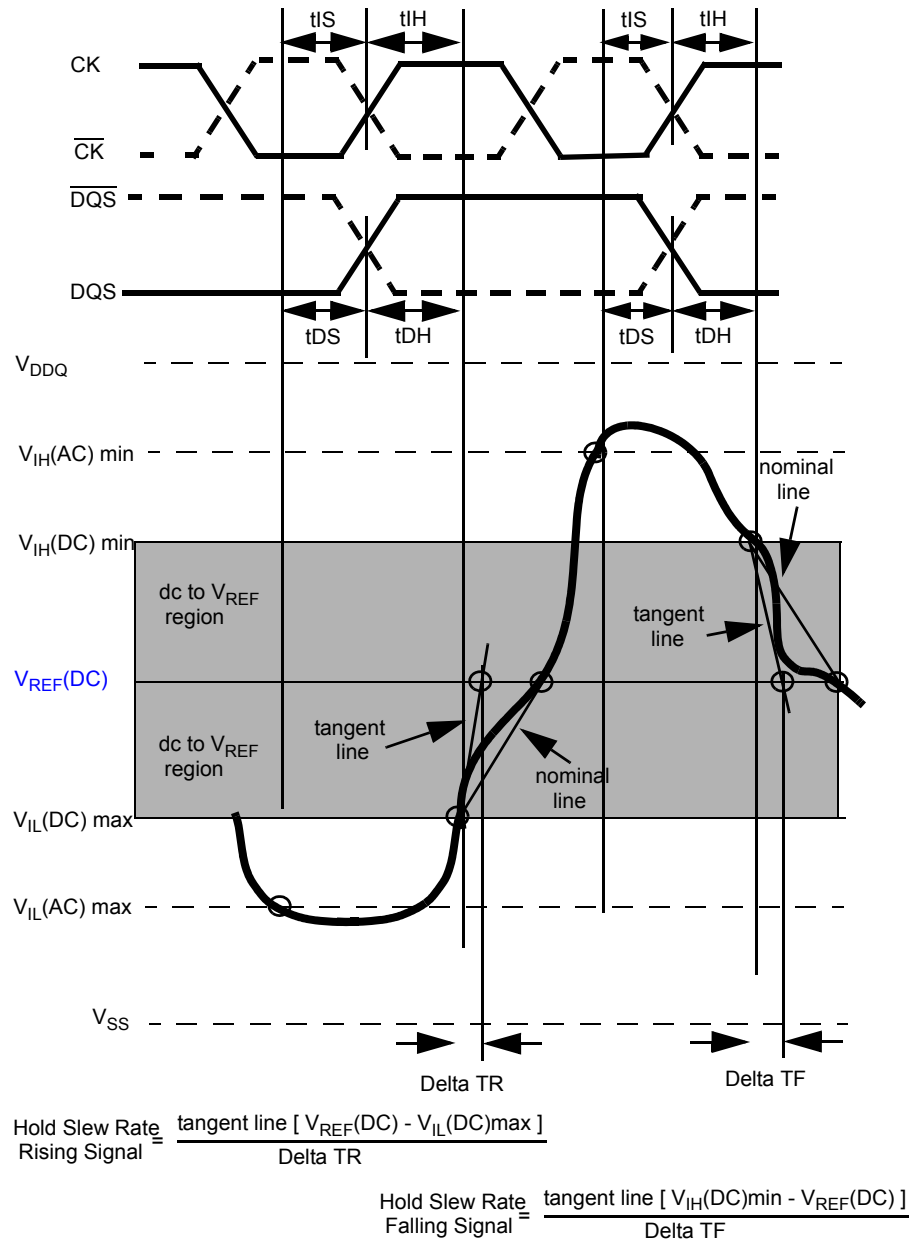 tIS tIH tIS tIH
CK
CK
DQS
DQS
tDS tDH tDS tDH
VDDQ
VIH(AC) min
nominal
line
VIH(DC) min
dc to VREF
region
tangent
line
VREF(DC)
tangent
line
dc to VREF
region
nominal
line
VIL(DC) max
VIL(AC) max
VSS
Delta TR Delta TF
Hold Slew Rate
Rising Signal
=
tangent line [ VREF(DC) - VIL(DC)max ]
Delta TR
Hold Slew Rate
Falling Signal
=
tangent line [ VIH(DC)min - VREF(DC) ]
Delta TF